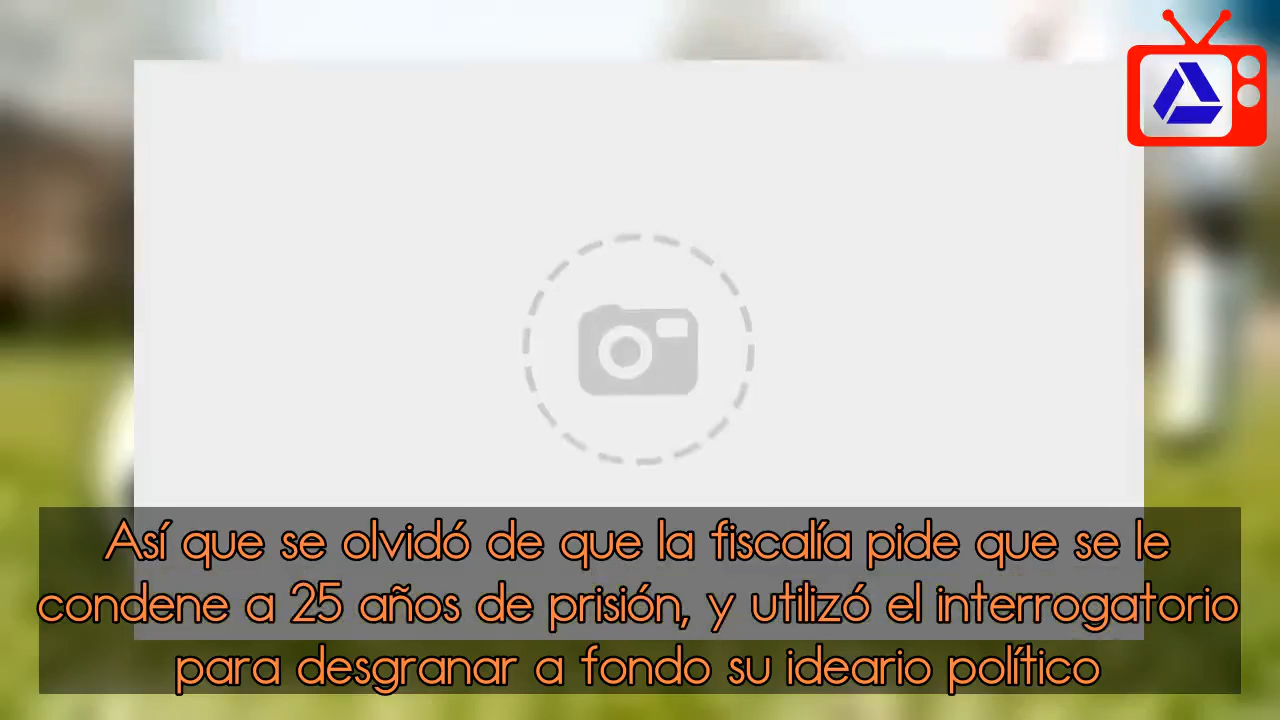 Así que se olvidó de que la fiscalía pide que se le
condene a 25 años de prisión, y utilizó el interrogatorio
para desgranar a fondo su ideario político